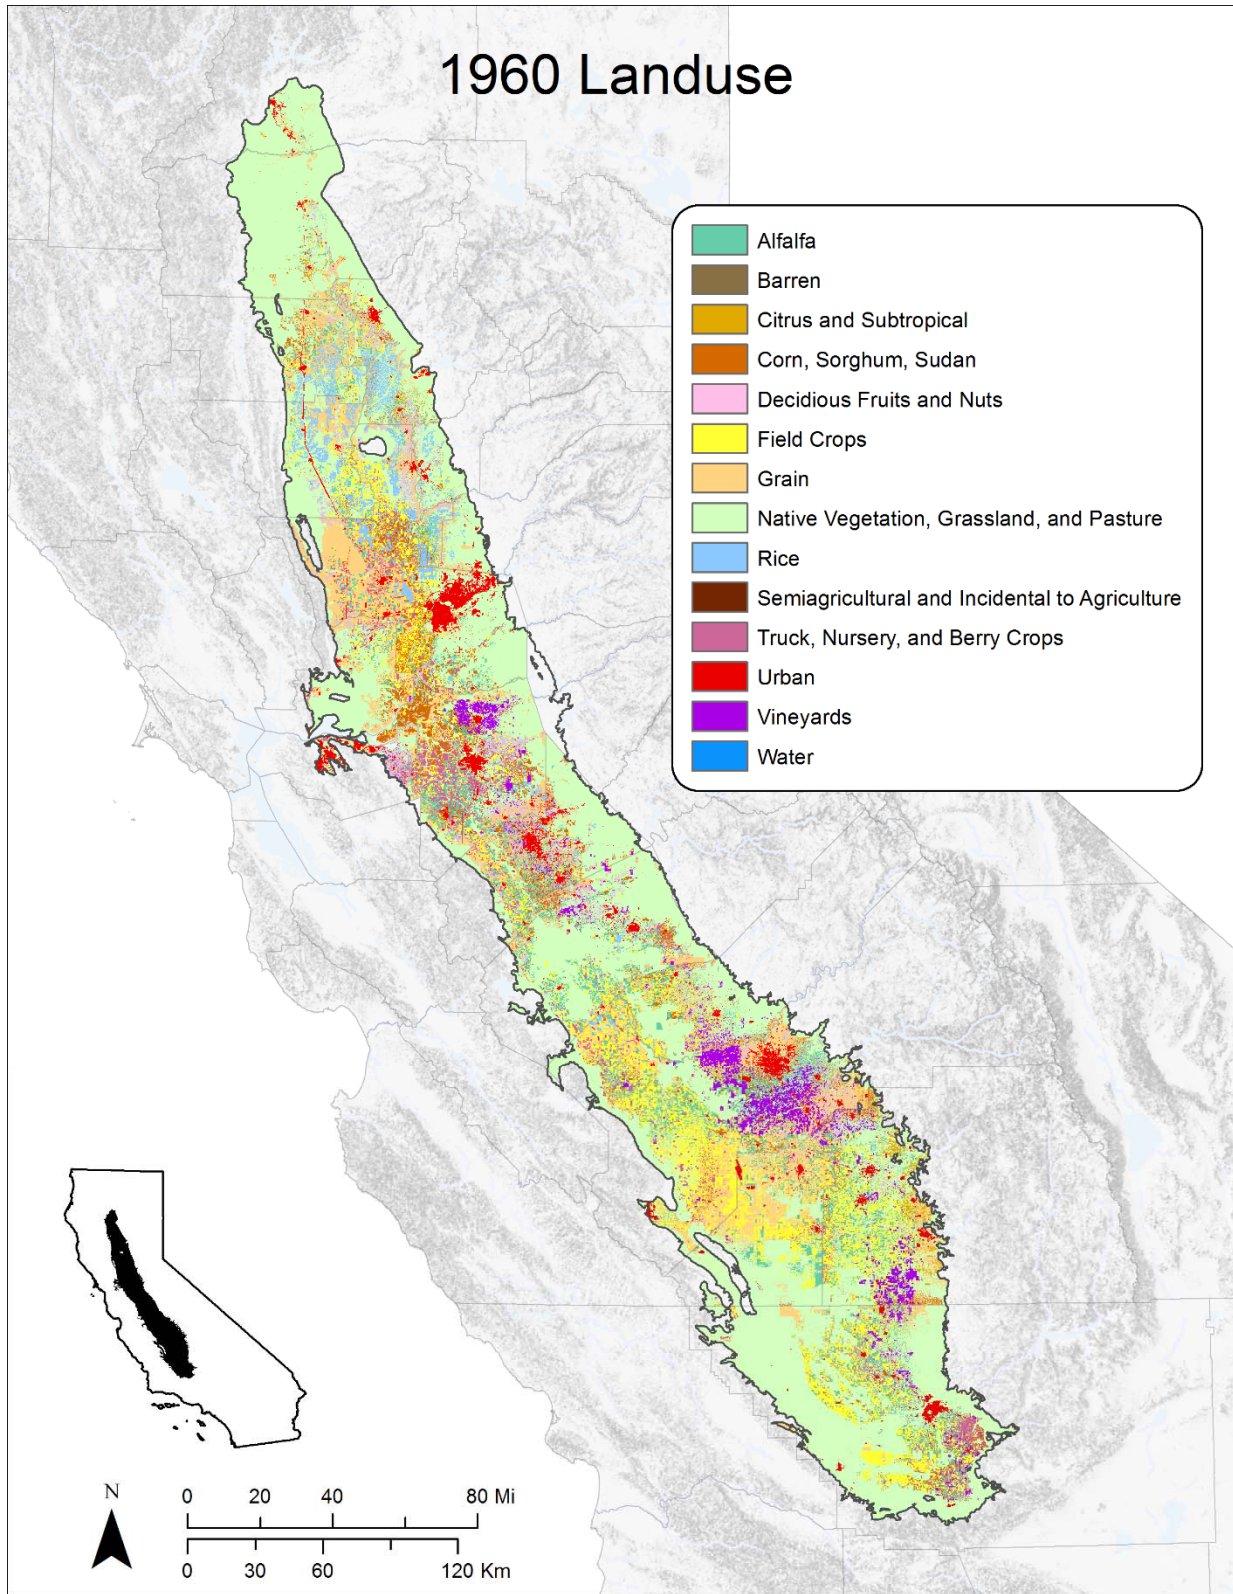 1960 Landuse
Alfalfa
Barren
Citrus and Subtropical
Corn, Sorghum, Sudan
Decidious Fruits and Nuts
Field Crops
Grain
Native Vegetation, Grassland, and Pasture
Rice
Semiagricultural and Incidental to Agriculture
Truck, Nursery, and Berry Crops
Urban
Vineyards
Water
N
0 20 40 80 Mi
0 30 60 120 Km